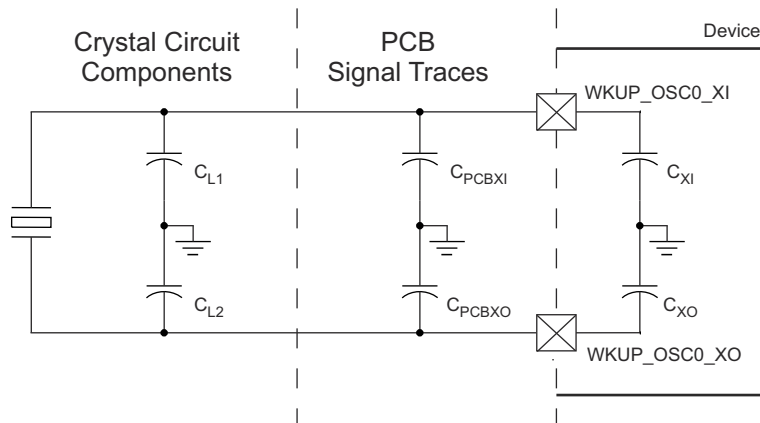 Crystal Circuit
Components
PCB
Signal Traces
Device
WKUP_OSC0_XI
CL1
CPCBXI
CXI
CL2
CPCBXO
CXO
WKUP_OSC0_XO